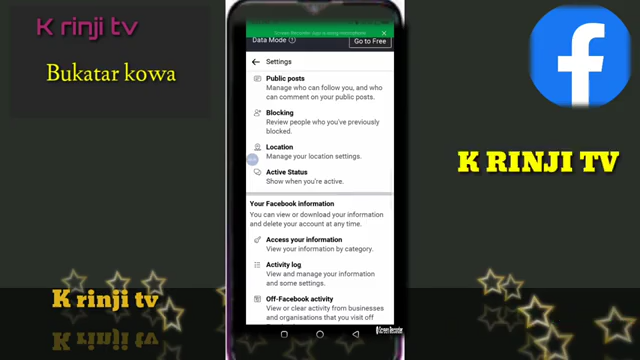 K rinji tv
Bukatar kowa
K rinji tv
Data Mode
Go to Free
Settings
Public posts
Manage who can follow you, and who
can comment on your public posts.
Blocking
Review people who you've previously
blocked.
Location
Manage your location settings.
Active Status
Show when you're active.
Your Facebook information
You can view or download your information
and delete your account at any time.
Access your information
View your information by category.
Activity log
View and manage your information
and some settings.
Off-Facebook activity
View or clear activity from businesses
and organisations that you visit off
Screen Recorder
K RINJI TV